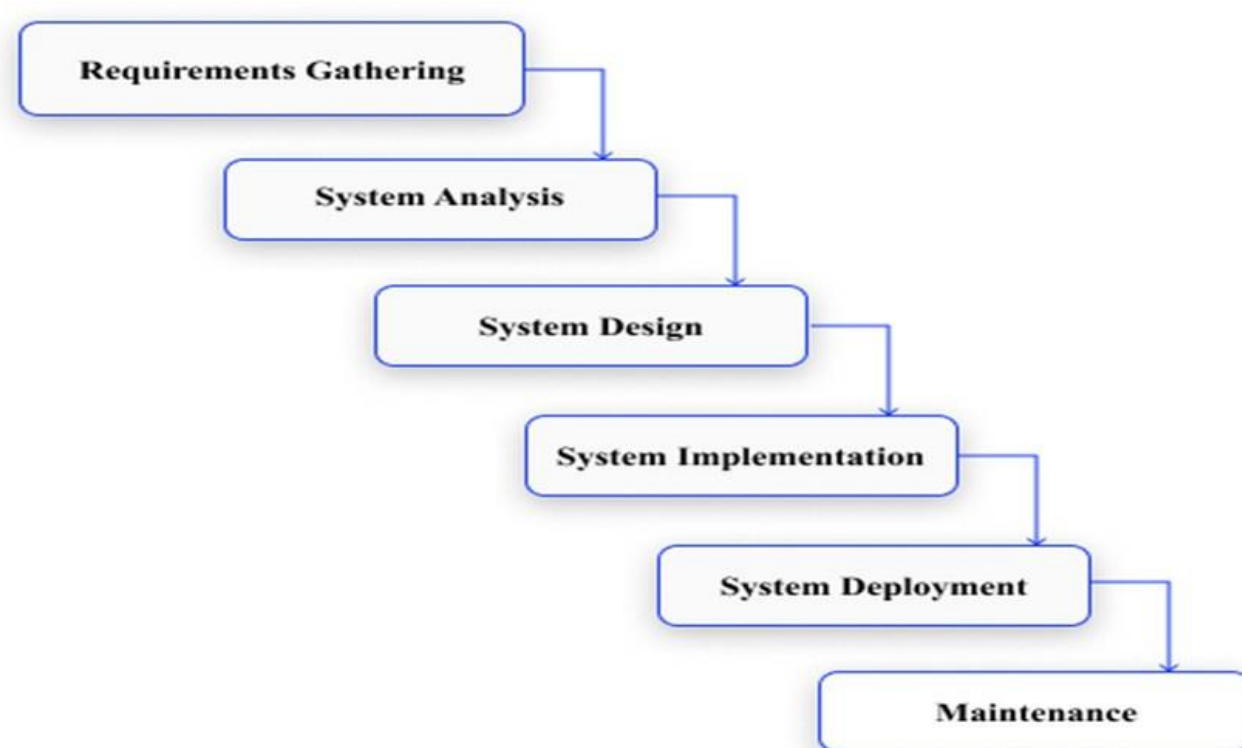 Requirements Gathering
System Analysis
System Design
System Implementation
System Deployment
Maintenance